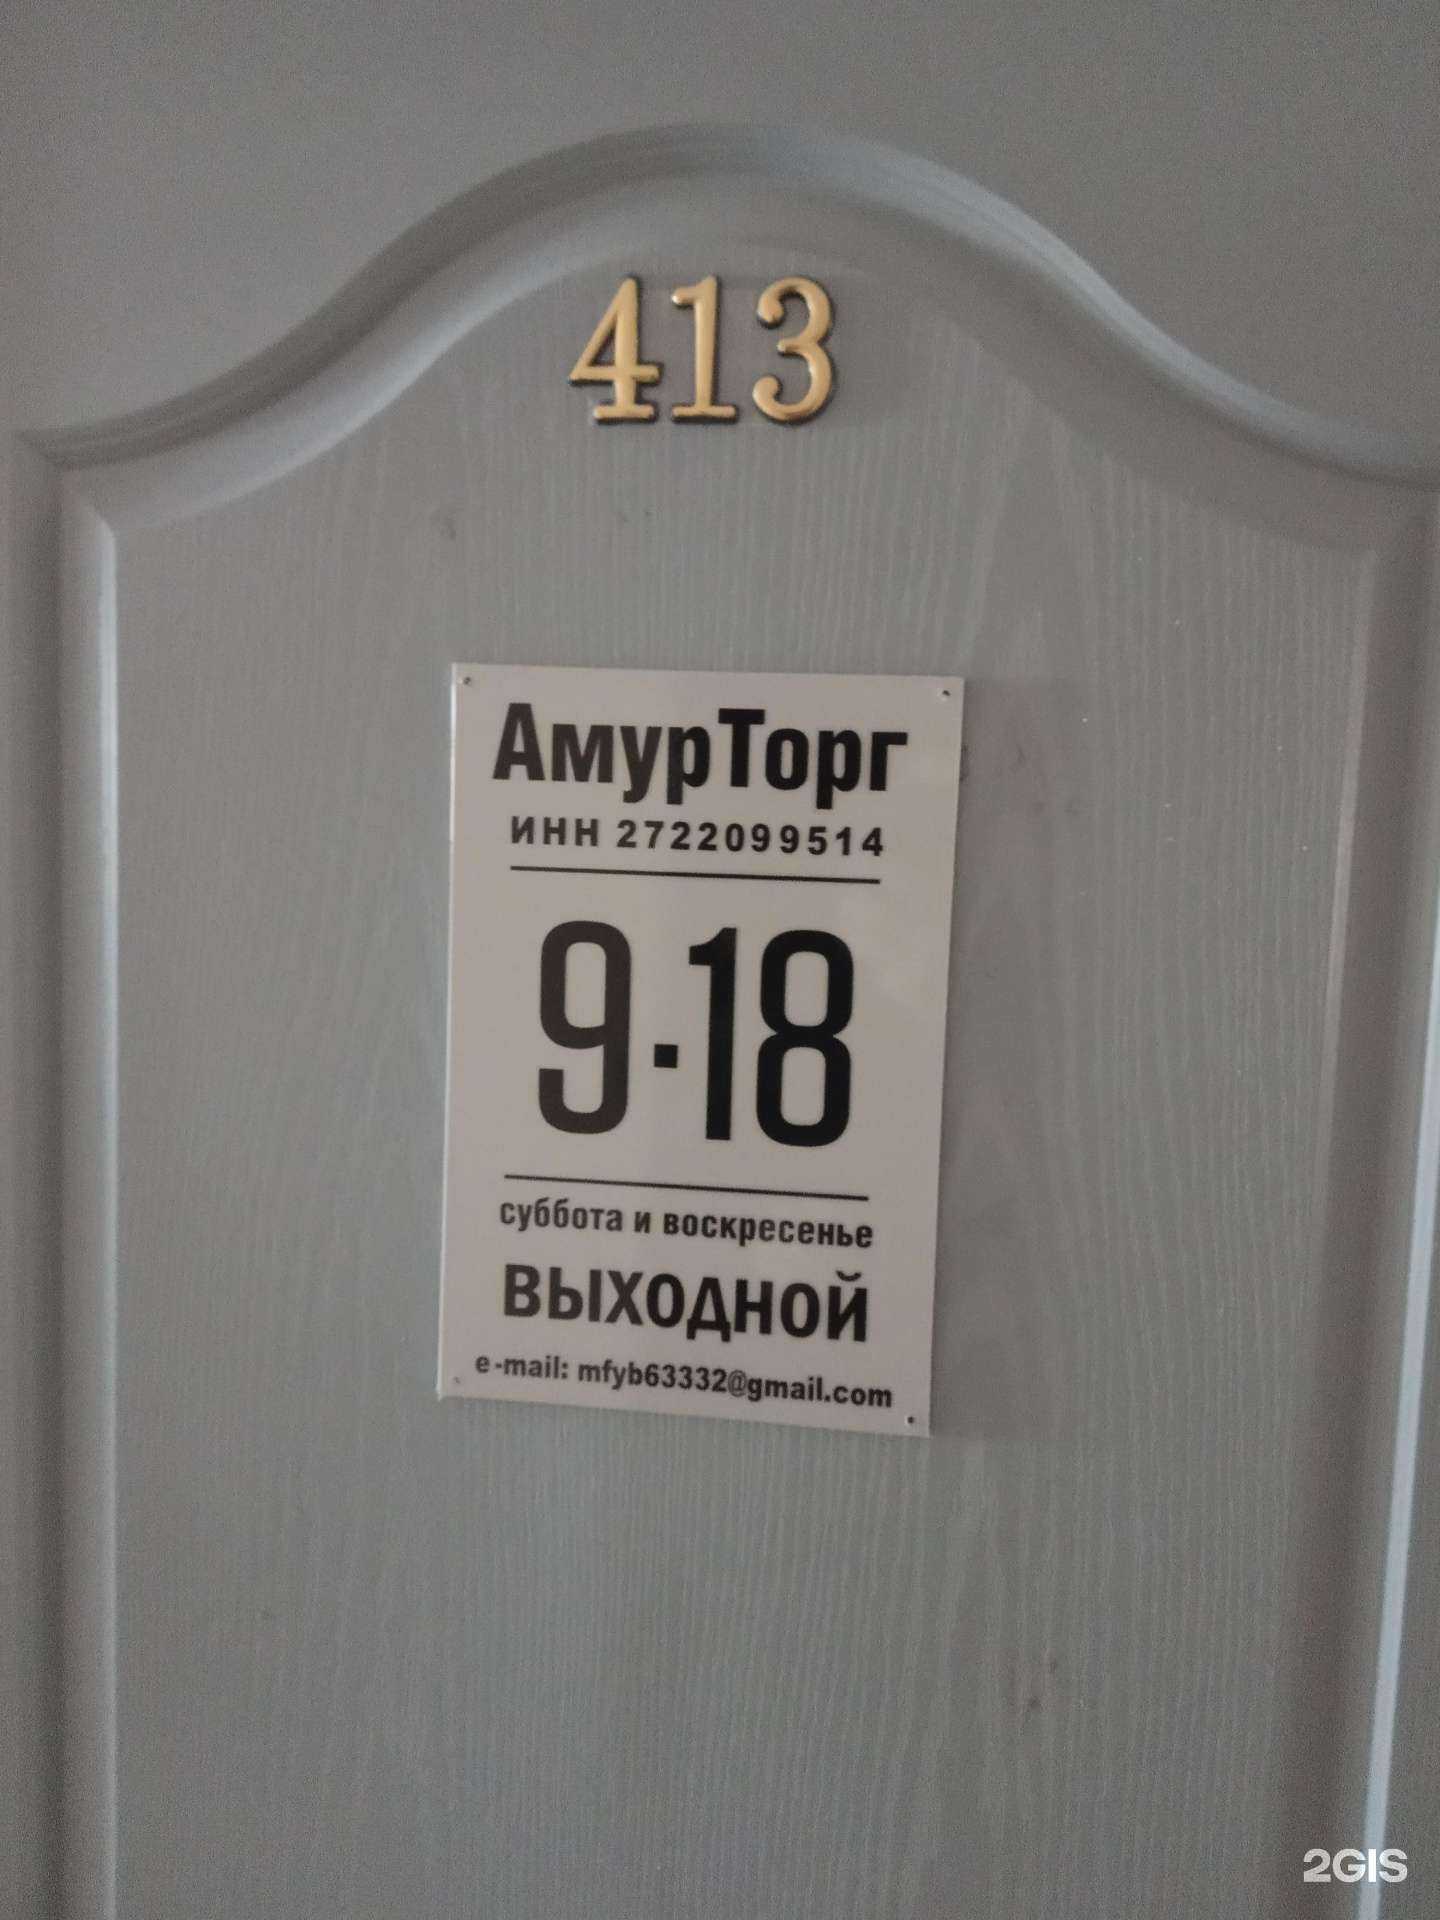 413
АмурТорг
ИНН 2722099514
9·18
суббота и воскресенье
ВЫХОДНОЙ
e-mail: mfyb63332@gmail.com
2GIS